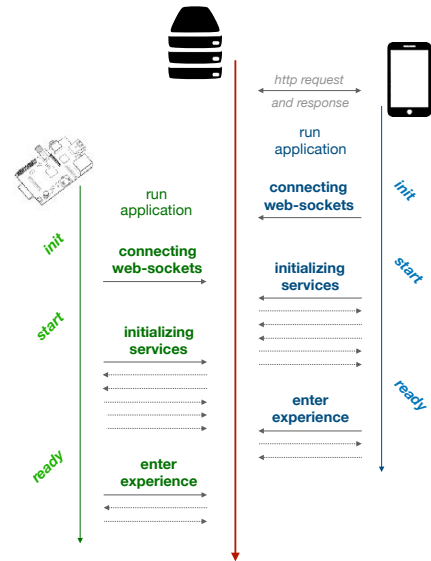 http request
and response
run
application
connecting
web-sockets
init
run
application
init
connecting
web-sockets
initializing
services
start
start
initializing
services
enter
experience
ready
ready
enter
experience